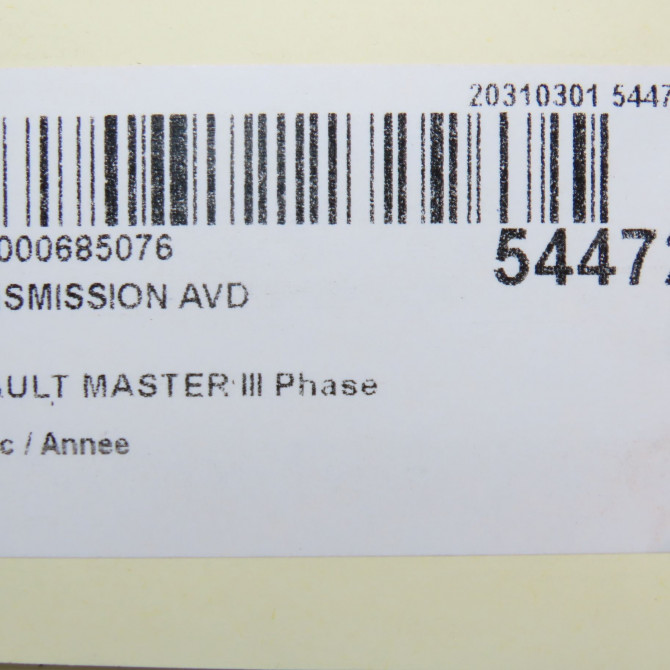 20310301 5447
000685076
5447
SMISSION AVD
AULT MASTER III Phase
c / Annee